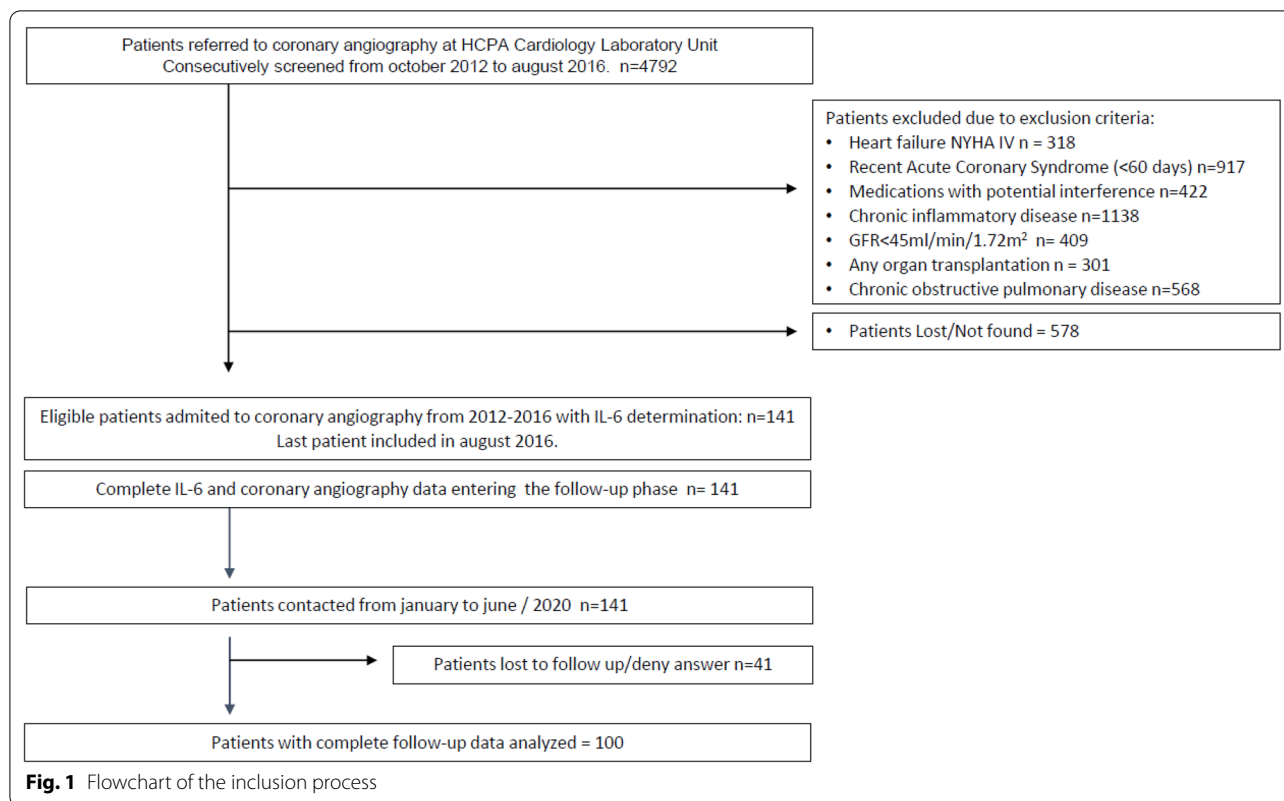 Patients referred to coronary angiography at HCPA Cardiology Laboratory Unit
Consecutively screened from october 2012 to august 2016. n=4792
Patients excluded due to exclusion criteria:
• Heart failure NYHA IV n = 318
• Recent Acute Coronary Syndrome (<60 days) n=917
• Medications with potential interference n=422
• Chronic inflammatory disease n=1138
• GFR<45ml/min/1.72m² n= 409
• Any organ transplantation n = 301
• Chronic obstructive pulmonary disease n=568
• Patients Lost/Not found = 578
Eligible patients admited to coronary angiography from 2012-2016 with IL-6 determination: n=141
Last patient included in august 2016.
Complete IL-6 and coronary angiography data entering the follow-up phase n= 141
Patients contacted from january to june / 2020 n=141
Patients lost to follow up/deny answer n=41
Patients with complete follow-up data analyzed = 100
Fig. 1 Flowchart of the inclusion process